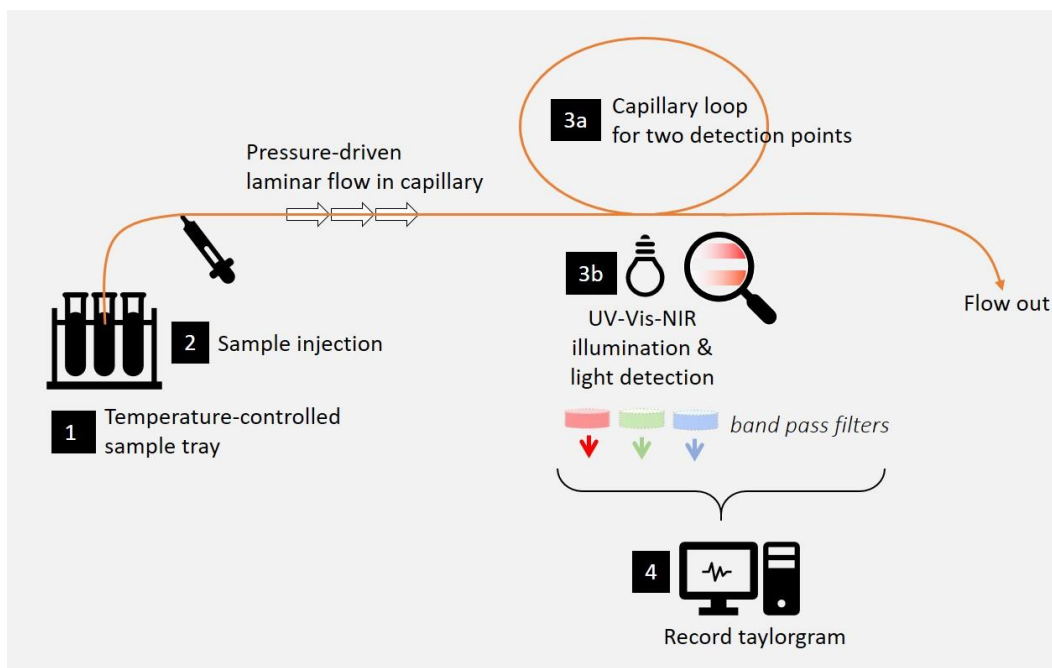 3a
Capillary loop
for two detection points
Pressure-driven
laminar flow in capillary
3b
UV-Vis-NIR
illumination &
light detection
Flow out
2
Sample injection
1
Temperature-controlled
sample tray
band pass filters
4
Record taylorgram